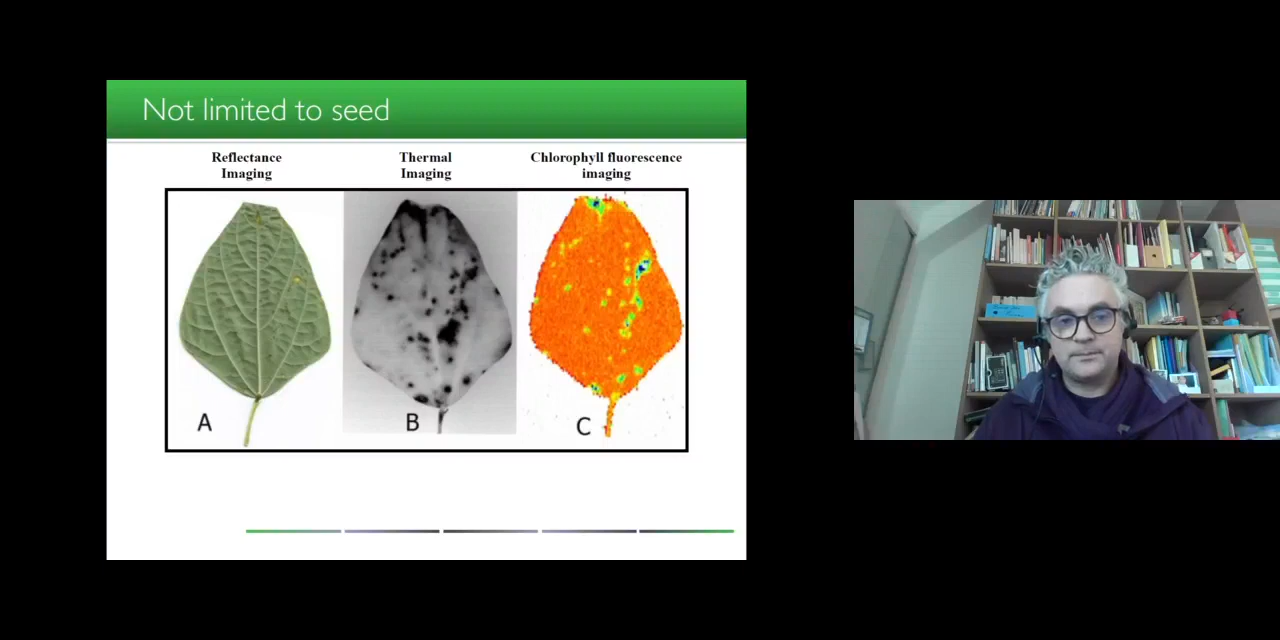 Not limited to seed
Reflectance
Imaging
Thermal
Imaging
Chlorophyll fluorescence
imaging
A
B
C